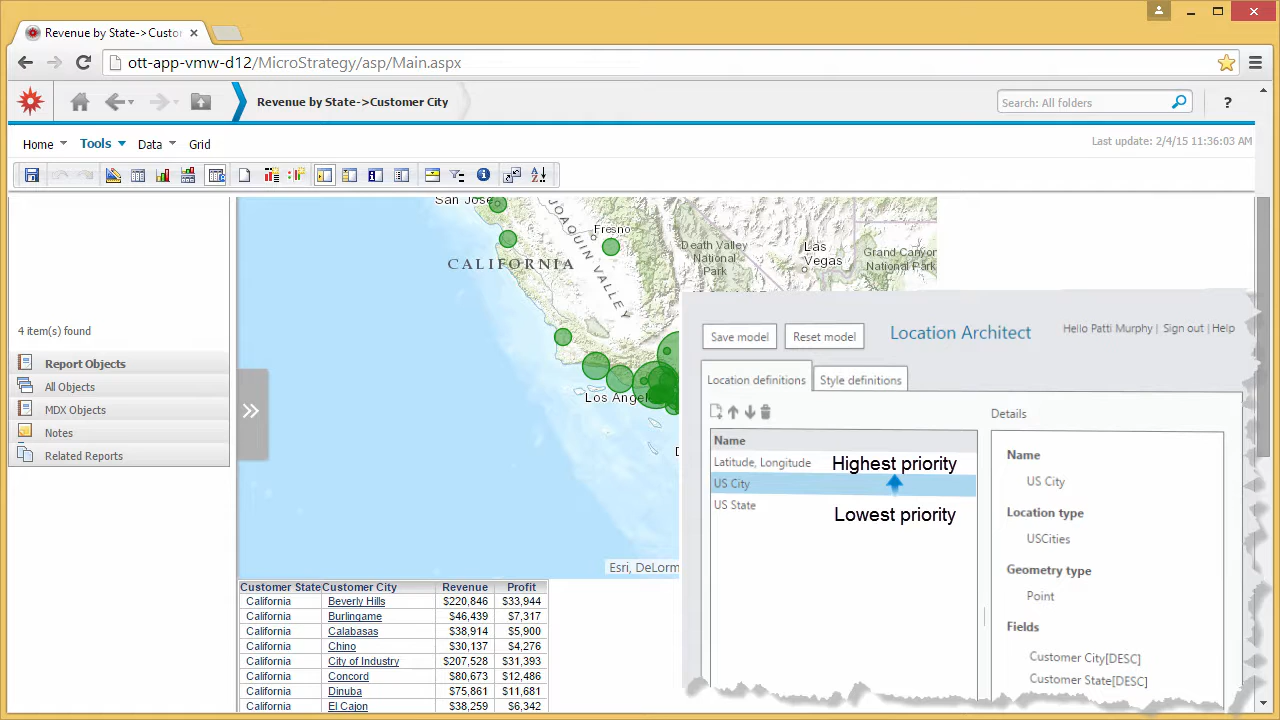 Revenue by State->Custor
ott-app-vmw-d12/MicroStrategy/asp/Main.aspx
Revenue by State->Customer City
Search: All folders
?
Home Tools Data Grid
Last update: 2/4/15 11:36:03 AM
San Jose
JOAQUIN VALLEY
Fresno
CALIFORNIA
Death Valley
National
Park
Las
Vegas
Grand Canyon
National Park
Los Angel
Esri, DeLorm
4 item(s) found
Report Objects
All Objects
MDX Objects
Notes
Related Reports
Save model
Reset model
Location Architect
Hello Patti Murphy | Sign out | Help
Location definitions
Style definitions
Name
Latitude, Longitude
Highest priority
US City
US State
Lowest priority
Details
Name
US City
Location type
USCities
Geometry type
Point
Fields
Customer City[DESC]
Customer State[DESC]
Customer State Customer City Revenue Profit
California Beverly Hills $220,846 $33,944
California Burlingame $46,439 $7,317
California Calabasas $38,914 $5,900
California Chino $30,137 $4,276
California City of Industry $207,528 $31,393
California Concord $80,673 $12,486
California Dinuba $75,861 $11,681
California El Cajon $38,259 $6,342